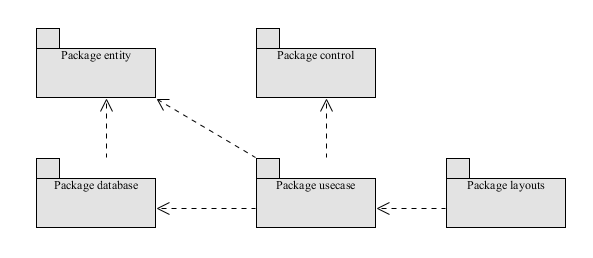 Package entity
Package control
Package database
Package usecase
Package layouts